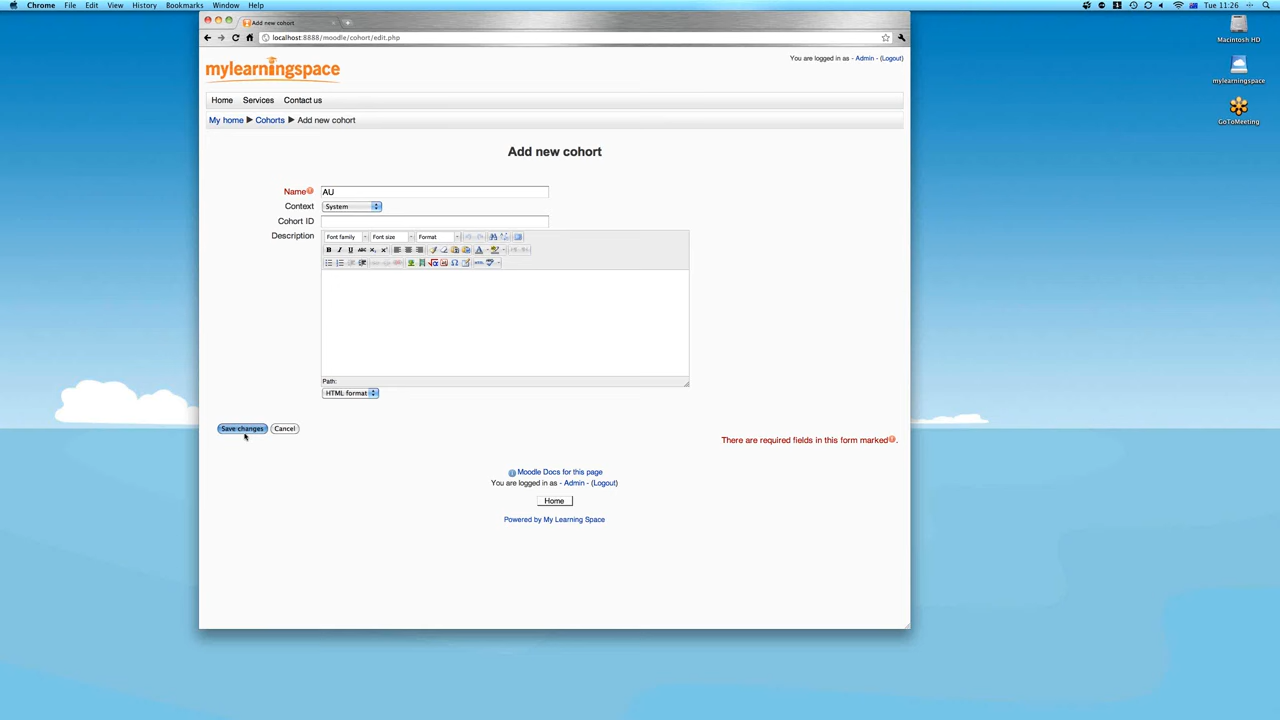 Chrome File Edit View History Bookmarks Window Help Tue 11:26
Add new cohort
localhost:8888/moodle/cohort/edit.php
Macintosh HD
mylearningspace
GoToMeeting
mylearningspace
You are logged in as - Admin - (Logout)
Home Services Contact us
My home ▶ Cohorts ▶ Add new cohort
Add new cohort
Name AU
Context System
Cohort ID
Description
Font family Font size Format
Path:
HTML format
Save changes Cancel
There are required fields in this form marked .
Moodle Docs for this page
You are logged in as - Admin - (Logout)
Home
Powered by My Learning Space